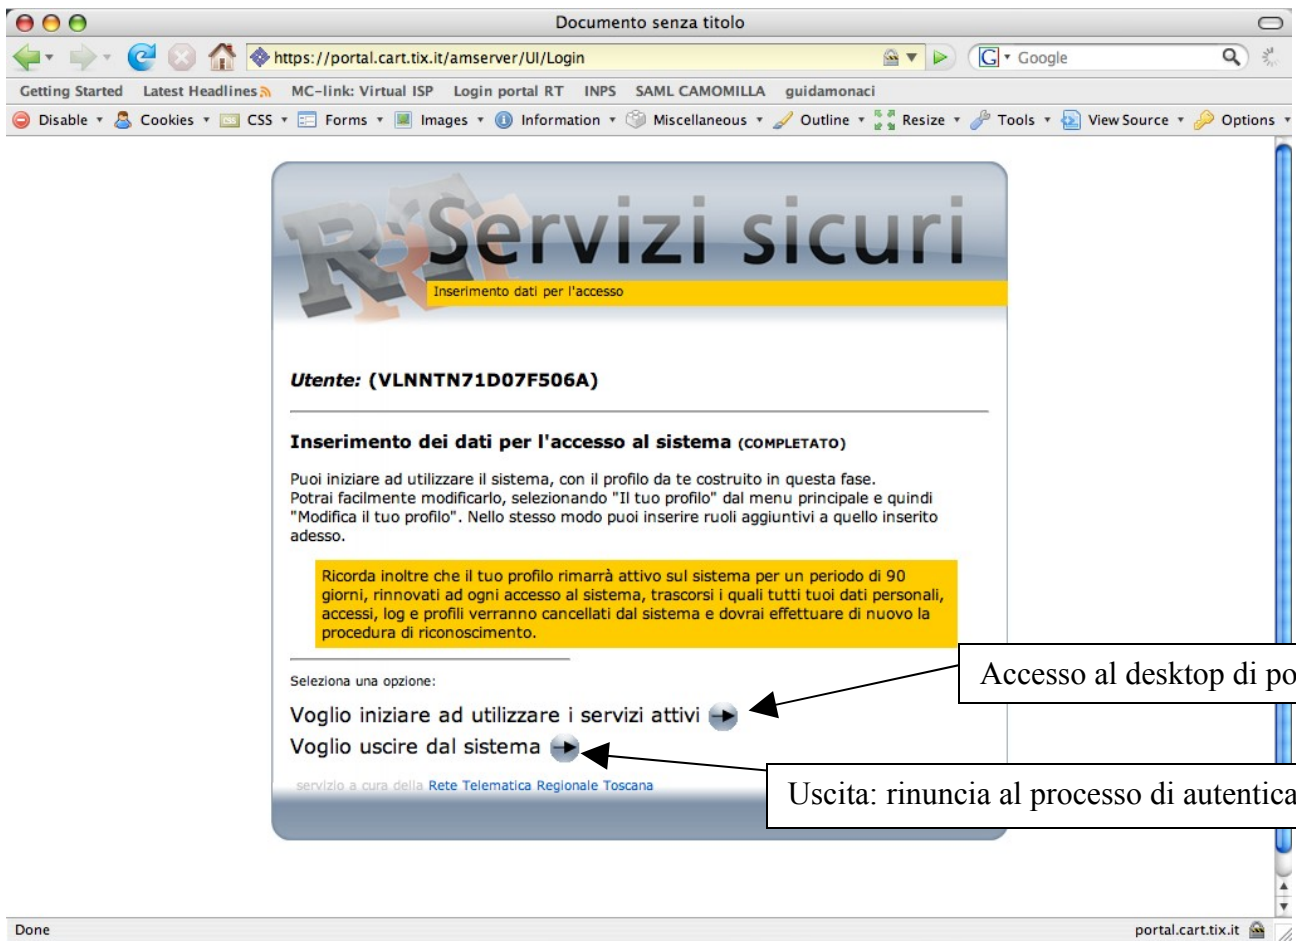 Documento senza titolo
https://portal.cart.tix.it/amserver/UI/Login
G Google
Getting Started Latest Headlines MC-link: Virtual ISP Login portal RT INPS SAML CAMOMILLA guidamonaci
Disable Cookies CSS Forms Images Information Miscellaneous Outline Resize Tools View Source Options
RRT
Servizi sicuri
Inserimento dati per l'accesso
Utente: (VLNNTN71D07F506A)
Inserimento dei dati per l'accesso al sistema (COMPLETATO)
Puoi iniziare ad utilizzare il sistema, con il profilo da te costruito in questa fase.
Potrai facilmente modificarlo, selezionando "Il tuo profilo" dal menu principale e quindi
"Modifica il tuo profilo". Nello stesso modo puoi inserire ruoli aggiuntivi a quello inserito
adesso.
Ricorda inoltre che il tuo profilo rimarrà attivo sul sistema per un periodo di 90
giorni, rinnovati ad ogni accesso al sistema, trascorsi i quali tutti tuoi dati personali,
accessi, log e profili verranno cancellati dal sistema e dovrai effettuare di nuovo la
procedura di riconoscimento.
Accesso al desktop di po
Seleziona una opzione:
Voglio iniziare ad utilizzare i servizi attivi
Voglio uscire dal sistema
servizio a cura della Rete Telematica Regionale Toscana
Uscita: rinuncia al processo di autentica
Done
portal.cart.tix.it